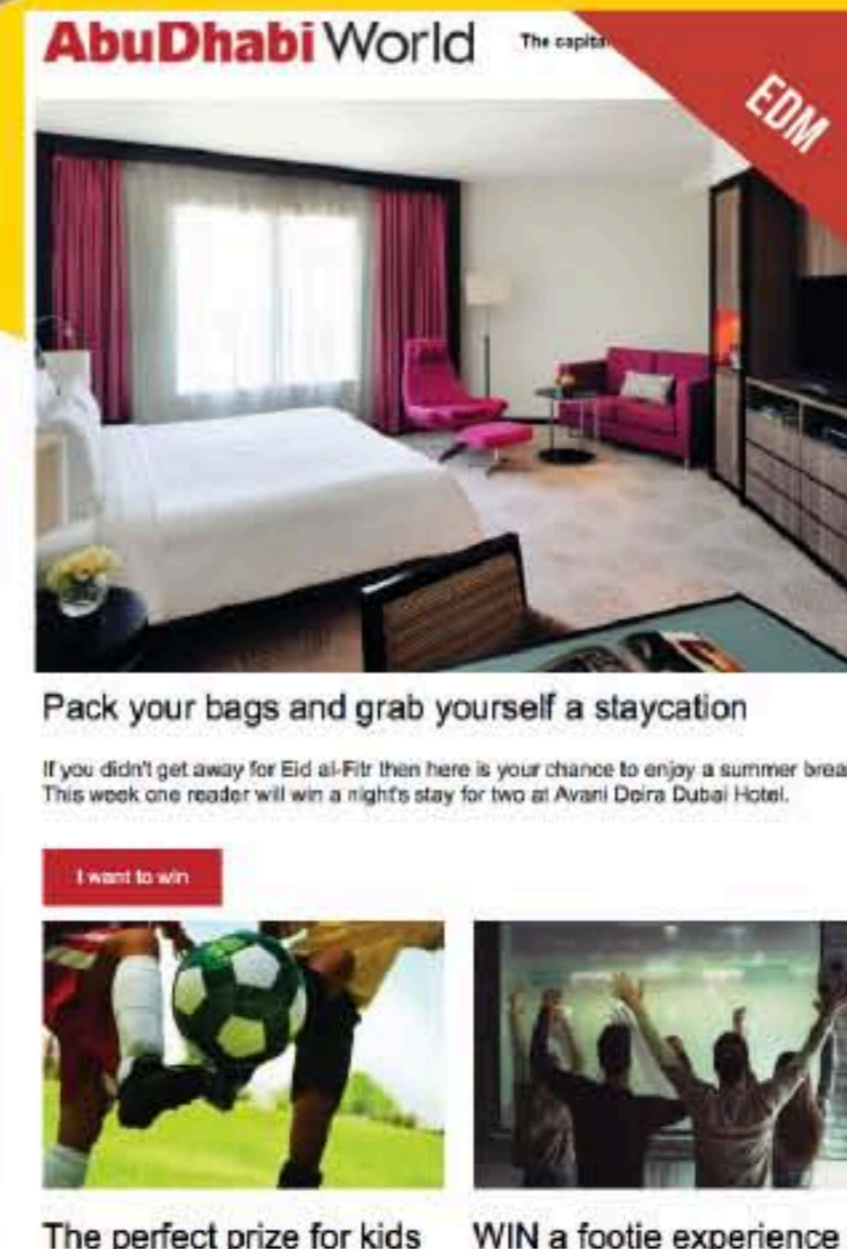 AbuDhabi World
The capital
EDM
Pack your bags and grab yourself a staycation
If you didn't get away for Eid al-Fitr then here is your chance to enjoy a summer brea
This week one reader will win a night's stay for two at Avani Deira Dubai Hotel.
I want to win
The perfect prize for kids
WIN a footie experience